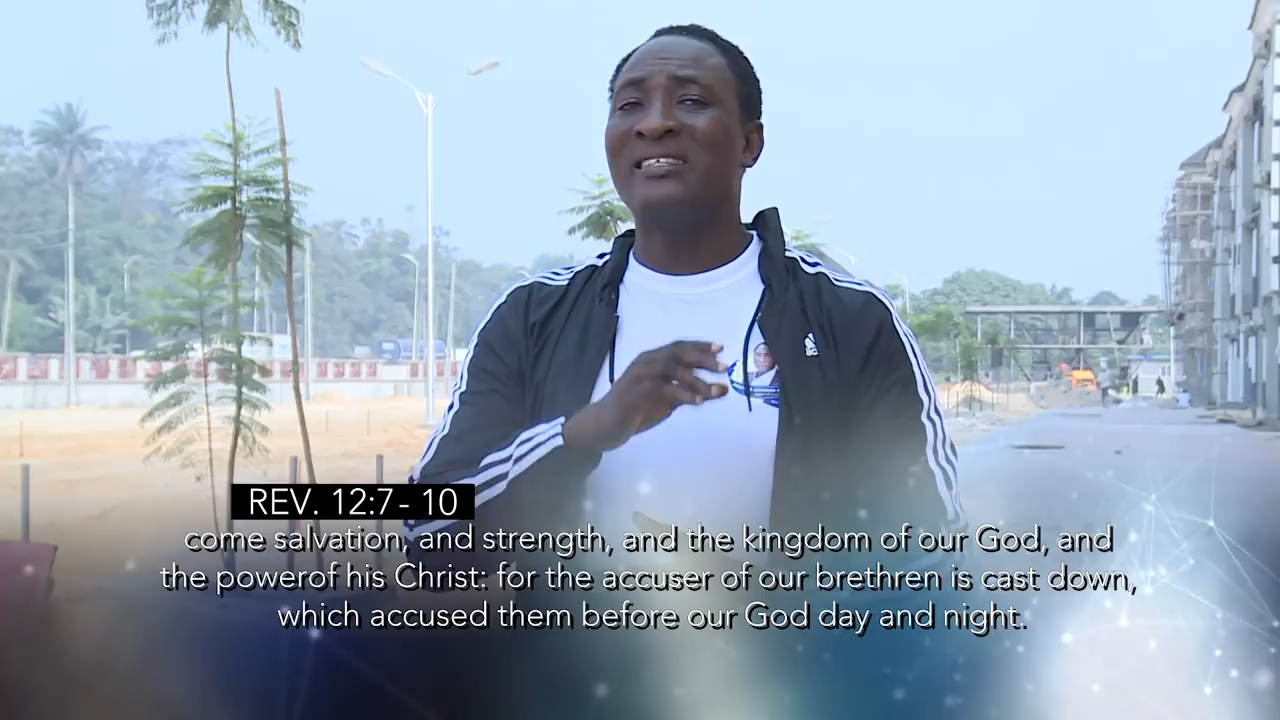 REV. 12:7- 10
come salvation, and strength, and the kingdom of our God, and
the powerof his Christ: for the accuser of our brethren is cast down,
which accused them before our God day and night.